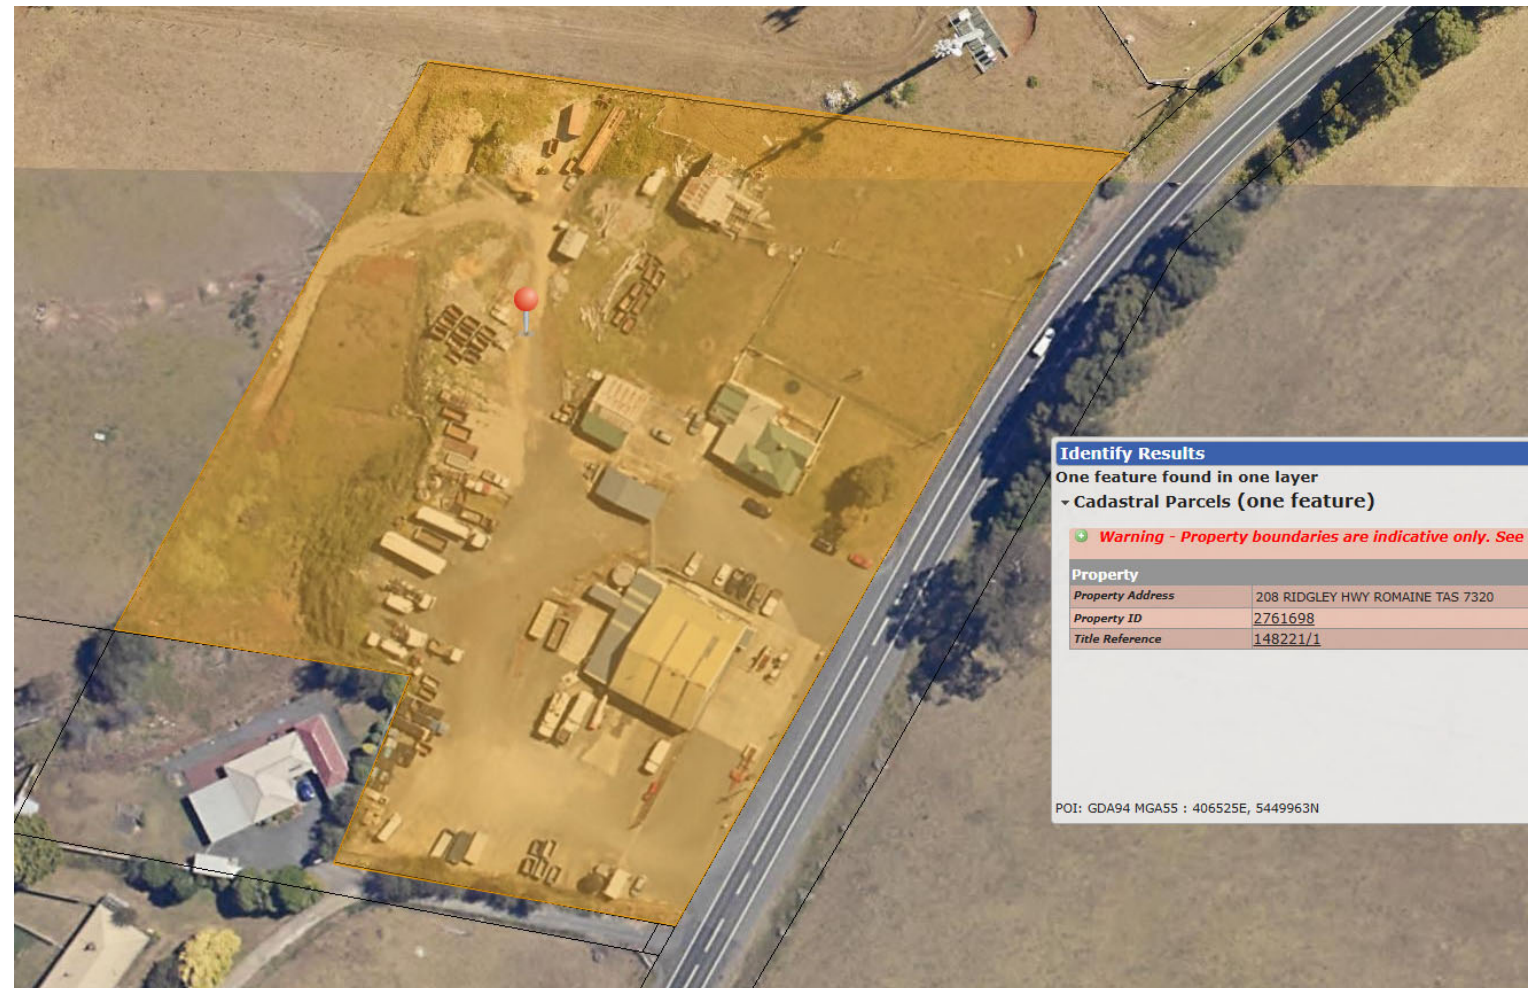 Identify Results
One feature found in one layer
Cadastral Parcels (one feature)
Warning - Property boundaries are indicative only. See
Property
Property Address 208 RIDGLEY HWY ROMAINE TAS 7320
Property ID 2761698
Title Reference 148221/1
POI: GDA94 MGA55 : 406525E, 5449963N